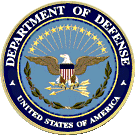 DEPARTMENT OF DEFENSE
UNITED STATES OF AMERICA